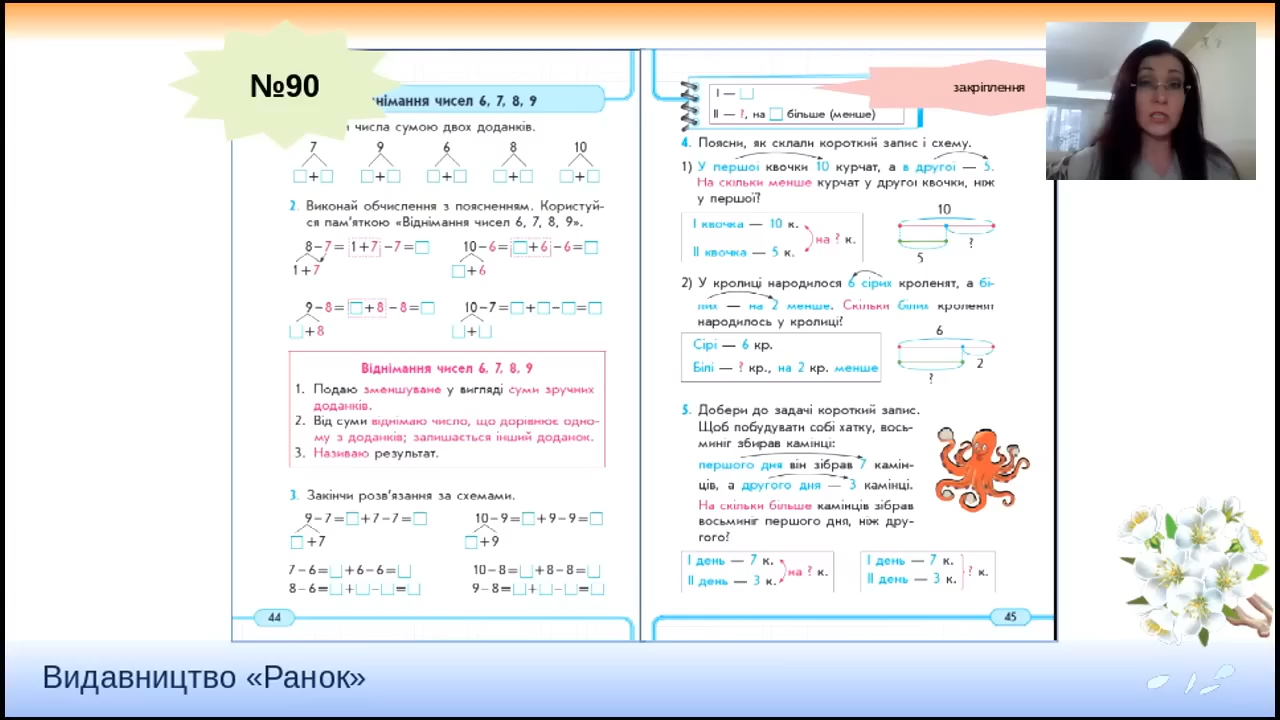 №90
німання чисел 6, 7, 8, 9
числа сумою двох доданків.
7 9 6 8 10
□+□ □+□ □+□ □+□ □+□
2. Виконай обчислення з поясненням. Користуй-
ся пам'яткою «Віднімання чисел 6, 7, 8, 9».
8-7=1+7-7=□ 10-6=□+6-6=□
1+7 □+6
9-8=□+8-8=□ 10-7=□+□-□=□
□+8 □+□
Віднімання чисел 6, 7, 8, 9
1. Подаю зменшуване у вигляді суми зручних
доданків.
2. Від суми віднімаю число, що дорівнює одно-
му з доданків; залишається інший доданок.
3. Називаю результат.
3. Закінчи розв'язання за схемами.
9-7=□+7-7=□ 10-9=□+9-9=□
□+7 □+9
7-6=□+6-6=□ 10-8=□+8-8=□
8-6=□+□-□=□ 9-8=□+□-□=□
44
I — □
II — ?, на □ більше (менше)
закріплення
4. Поясни, як склали короткий запис і схему.
1) У першої квочки 10 курчат, а в другої — 5.
На скільки менше курчат у другої квочки, ніж
у першої?
I квочка — 10 к.
II квочка — 5 к.
на ? к.
10
?
5
2) У кролиці народилося 6 сірих кроленят, а бі-
лих — на 2 менше. Скільки білих кроленят
народилось у кролиці?
Сірі — 6 кр.
Білі — ? кр., на 2 кр. менше
6
2
?
5. Добери до задачі короткий запис.
Щоб побудувати собі хатку, вось-
миніг збирав камінці:
першого дня він зібрав 7 камін-
ців, а другого дня — 3 камінці.
На скільки більше камінців зібрав
восьминіг першого дня, ніж дру-
гого?
I день — 7 к.
II день — 3 к.
на ? к.
I день — 7 к.
II день — 3 к.
? к.
45
Видавництво «Ранок»